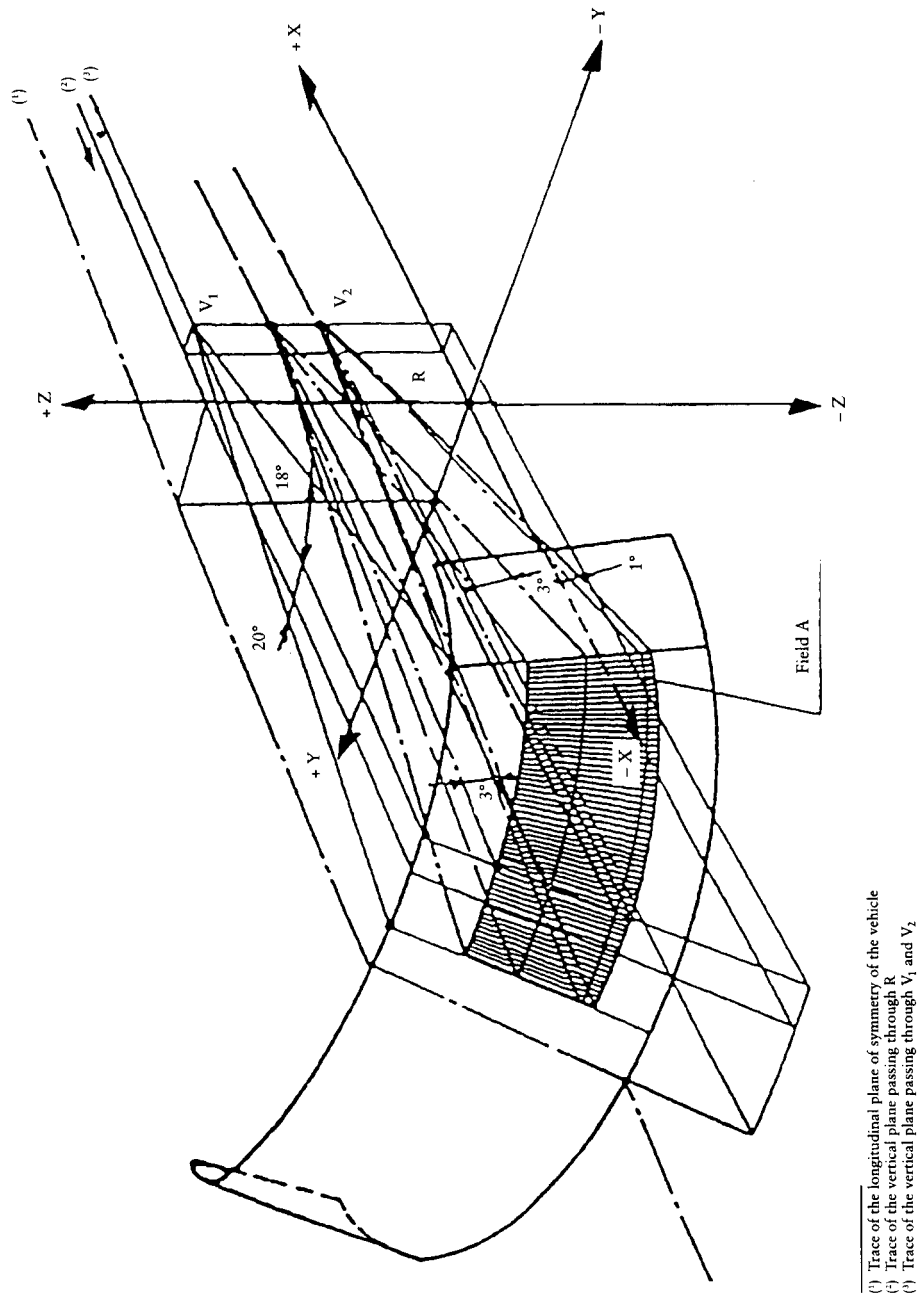 (¹)
(²)
(³)
+ X
− Y
+ Z
V₁
V₂
R
− Z
18°
20°
+ Y
3°
3°
1°
− X
Field A
(¹) Trace of the longitudinal plane of symmetry of the vehicle
(²) Trace of the vertical plane passing through R
(³) Trace of the vertical plane passing through V₁ and V₂